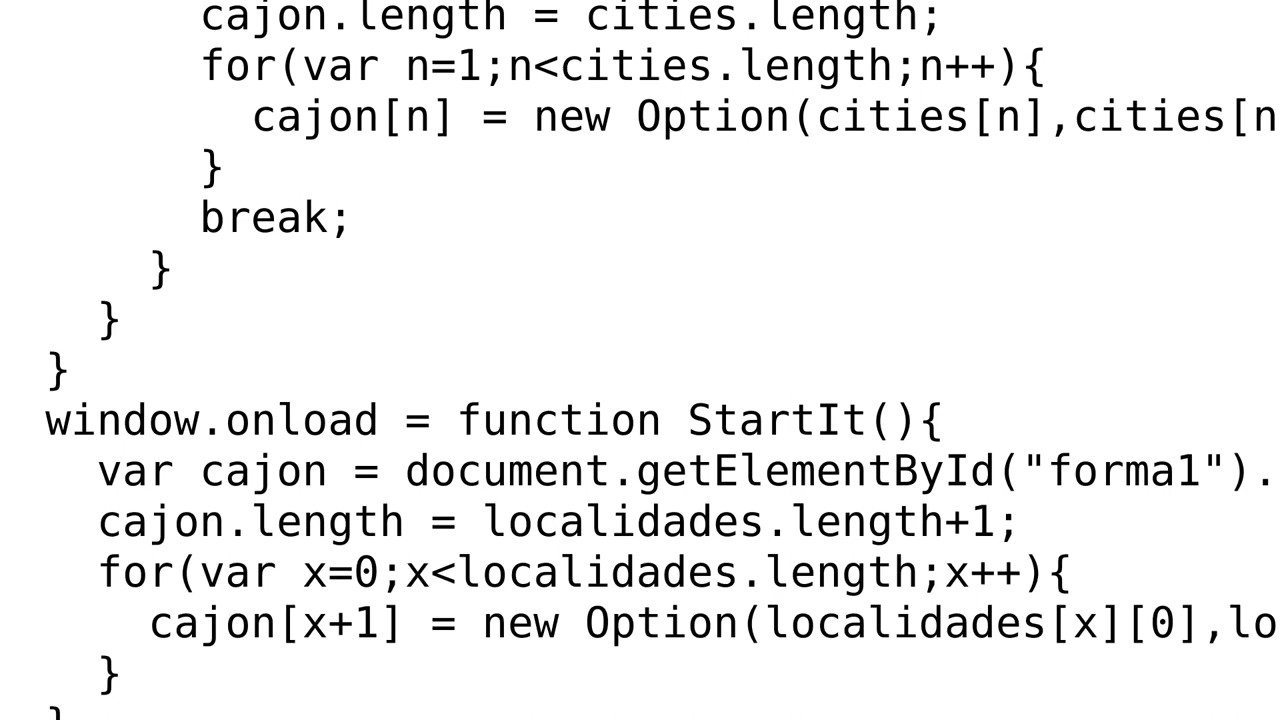 cajon.length = cities.length;
for(var n=1;n<cities.length;n++){
cajon[n] = new Option(cities[n],cities[n
}
break;
}
}
}
window.onload = function StartIt(){
var cajon = document.getElementById("forma1").
cajon.length = localidades.length+1;
for(var x=0;x<localidades.length;x++){
cajon[x+1] = new Option(localidades[x][0],lo
}
}